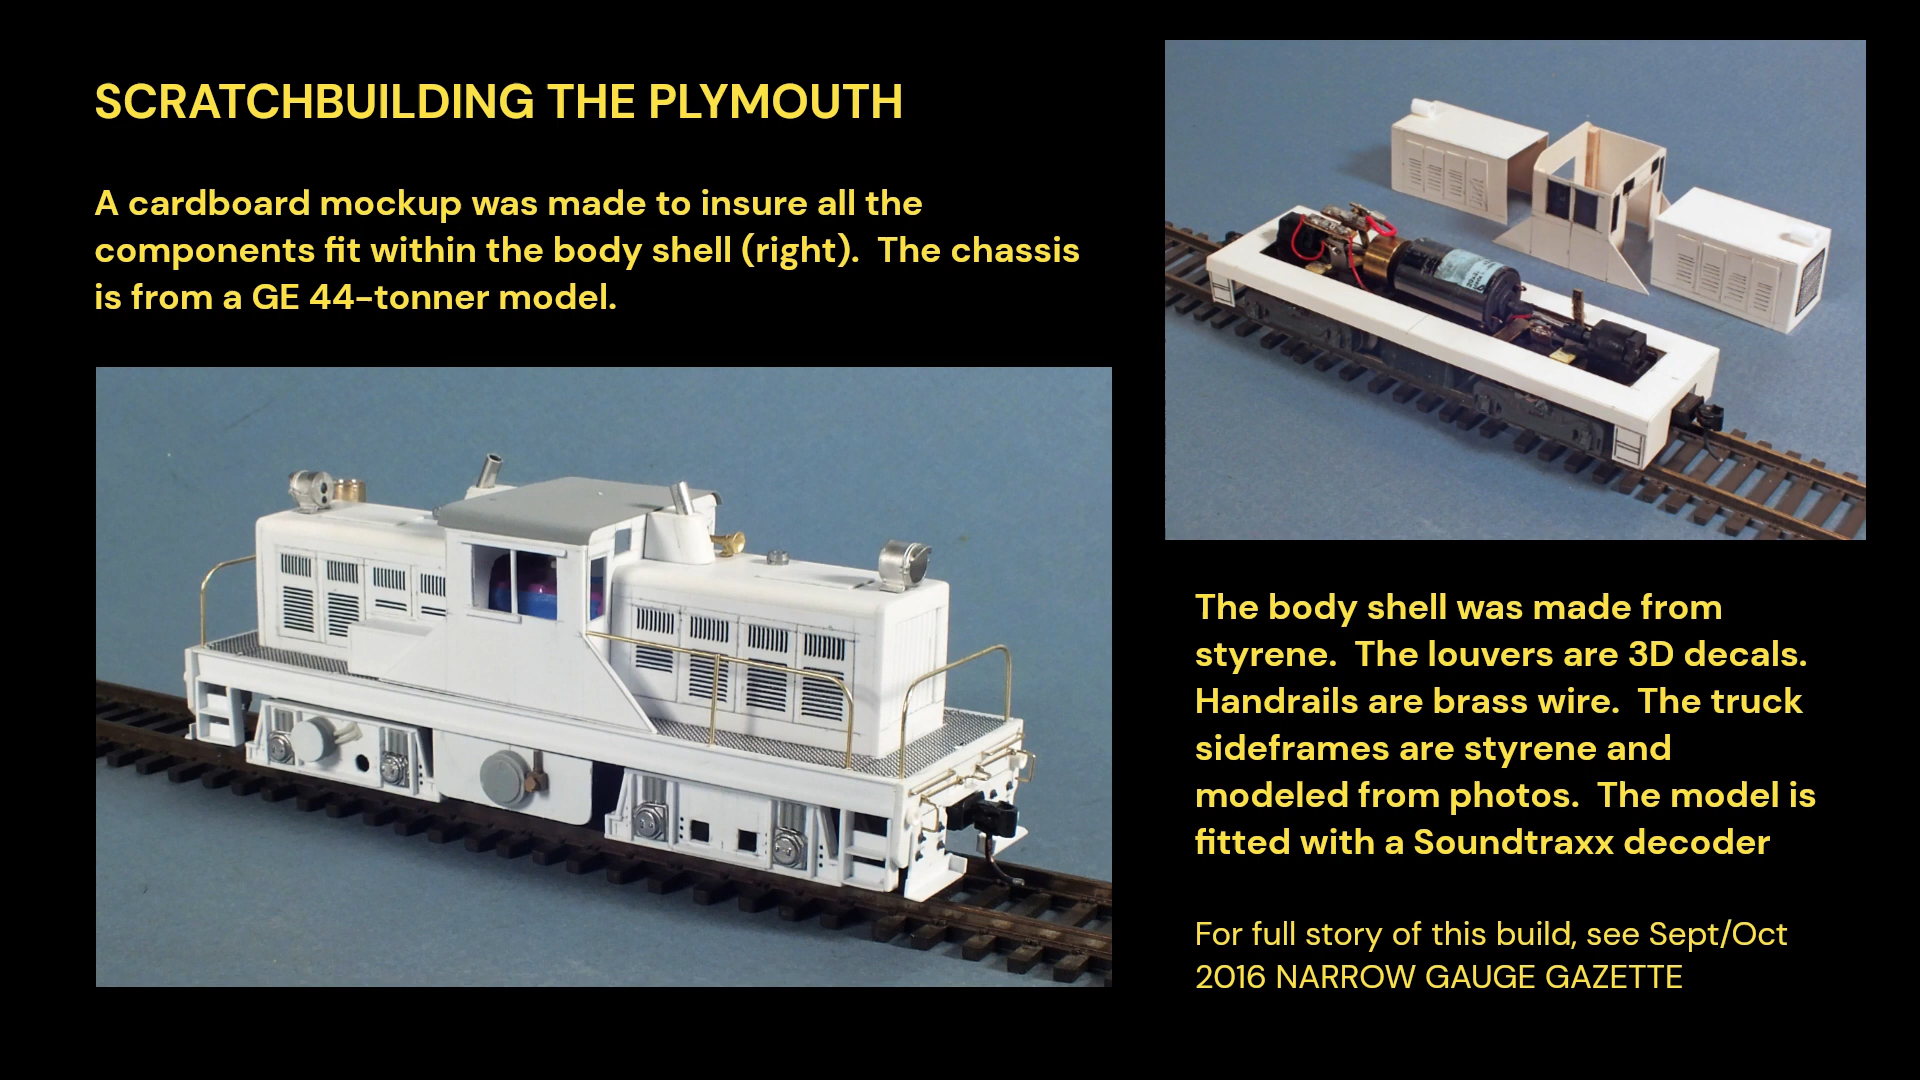 SCRATCHBUILDING THE PLYMOUTH
A cardboard mockup was made to insure all the
components fit within the body shell (right).  The chassis
is from a GE 44-tonner model.
The body shell was made from
styrene.  The louvers are 3D decals.
Handrails are brass wire.  The truck
sideframes are styrene and
modeled from photos.  The model is
fitted with a Soundtraxx decoder
For full story of this build, see Sept/Oct
2016 NARROW GAUGE GAZETTE